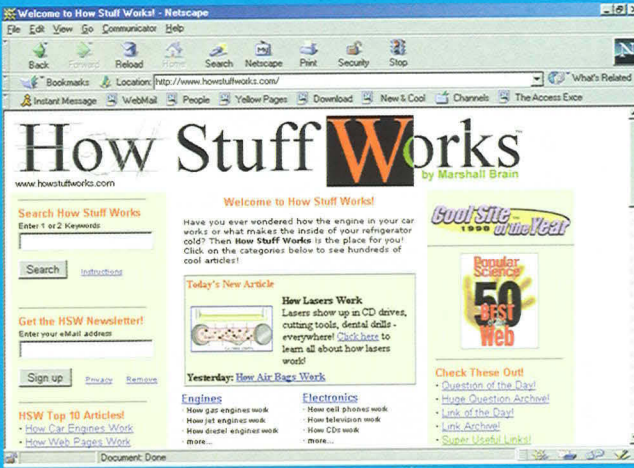 Welcome to How Stuff Works! - Netscape
File Edit View Go Communicator Help
Back Forward Reload Home Search Netscape Print Security Stop
Bookmarks Location: http://www.howstuffworks.com/ What's Related
Instant Message WebMail People Yellow Pages Download New & Cool Channels The Access Exce
How Stuff Works
www.howstuffworks.com
by Marshall Brain
Search How Stuff Works
Enter 1 or 2 Keywords
Search Instructions
Get the HSW Newsletter!
Enter your eMail address
Sign up Privacy Remove
HSW Top 10 Articles!
· How Car Engines Work
· How Web Pages Work
Welcome to How Stuff Works!
Have you ever wondered how the engine in your car
works or what makes the inside of your refrigerator
cold? Then How Stuff Works is the place for you!
Click on the categories below to see hundreds of
cool articles!
Today's New Article
How Lasers Work
Lasers show up in CD drives,
cutting tools, dental drills -
everywhere! Click here to
learn all about how lasers
work!
Yesterday: How Air Bags Work
Engines
· How gas engines work
· How jet engines work
· How diesel engines work
· more...
Electronics
· How cell phones work
· How television work
· How CDs work
· more...
Cool Site
1998 of the Year
Popular
Science
50
BEST
of the
Web
Check These Out!
· Question of the Day!
· Huge Question Archive!
· Link of the Day!
· Link Archive!
· Super Useful Links!
Document: Done